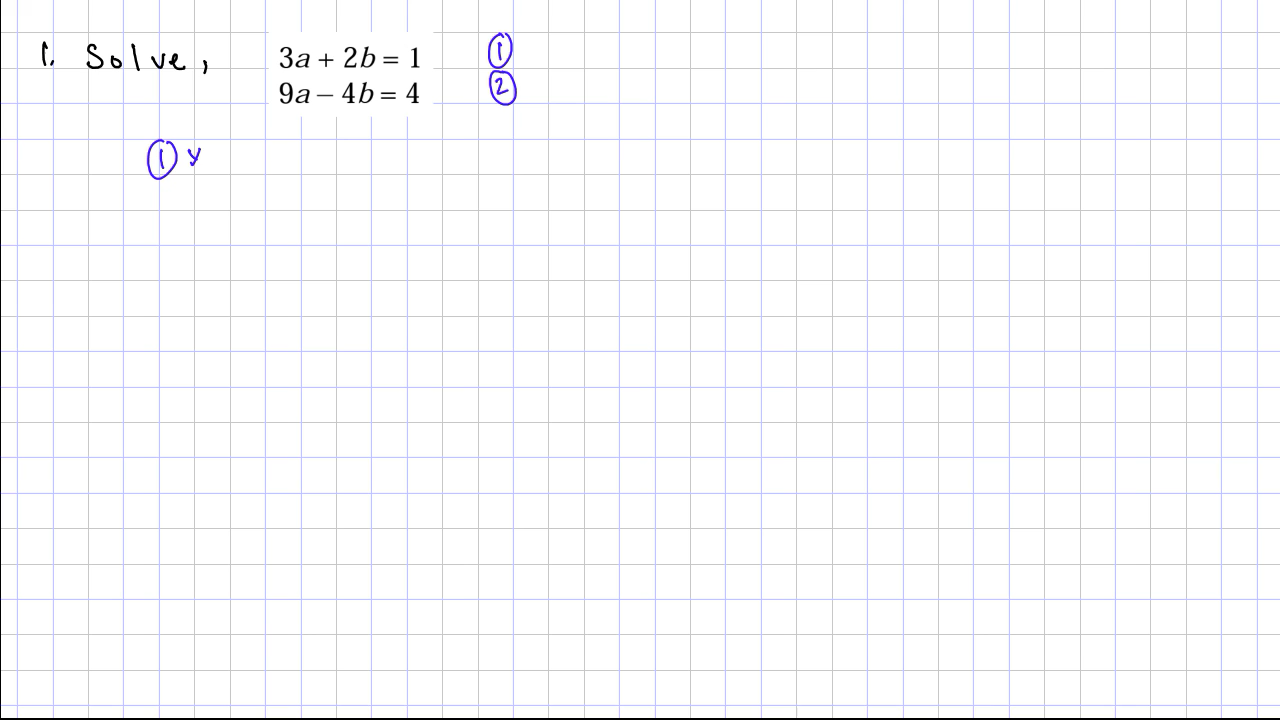 1. Solve, 3a + 2b = 1 ①
9a − 4b = 4 ②
① ×